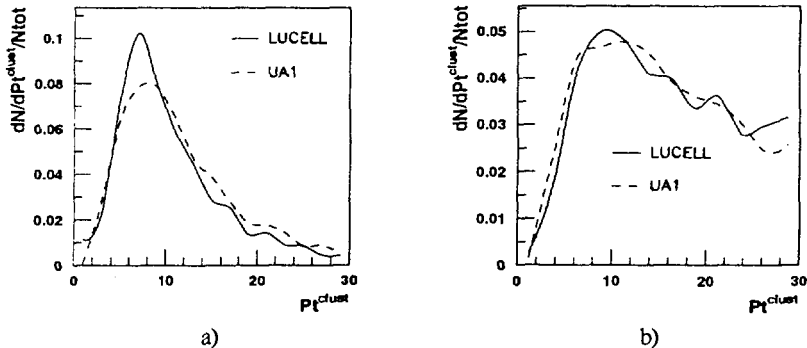 dN/dPt^clust/Ntot
0.1
0.08
0.06
0.04
0.02
0
LUCELL
UA1
0
10
20
30
Pt^clust
a)
dN/dPt^clust/Ntot
0.05
0.04
0.03
0.02
0.01
0
LUCELL
UA1
0
10
20
30
Pt^clust
b)